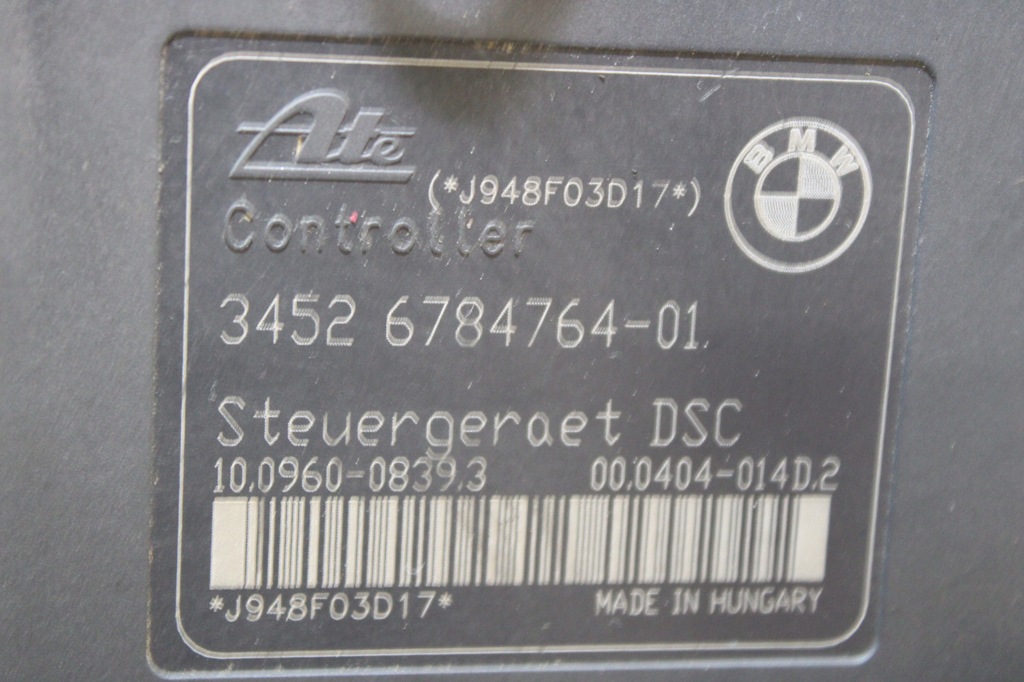 Ate
BMW
(*J948F03D17*)
Controller
3452 6784764-01
Steuergeraet DSC
10.0960-0839.3 00.0404-014D.2
*J948F03D17* MADE IN HUNGARY